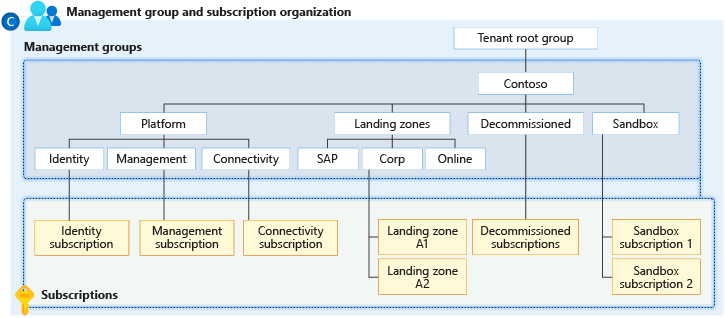 C
Management group and subscription organization
Management groups
Tenant root group
Contoso
Platform
Landing zones
Decommissioned
Sandbox
Identity
Management
Connectivity
SAP
Corp
Online
Identity
subscription
Management
subscription
Connectivity
subscription
Landing zone
A1
Decommissioned
subscriptions
Sandbox
subscription 1
Landing zone
A2
Sandbox
subscription 2
Subscriptions